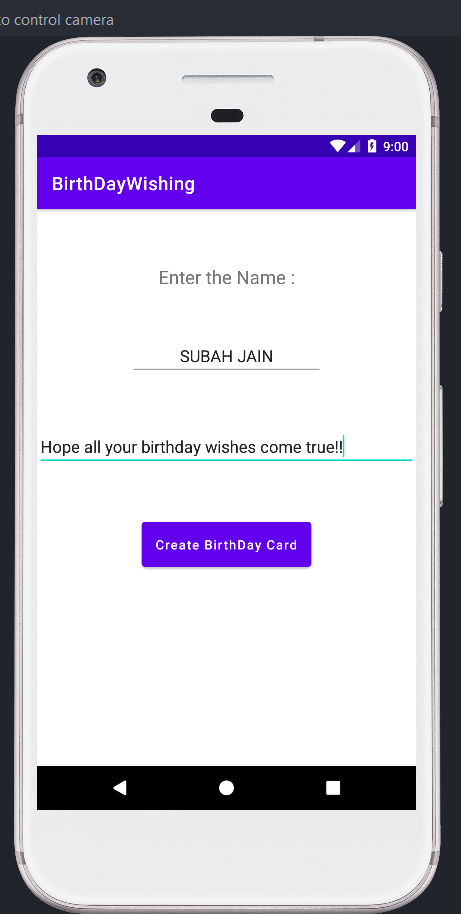 to control camera
9:00
BirthDayWishing
Enter the Name :
SUBAH JAIN
Hope all your birthday wishes come true!!
Create BirthDay Card